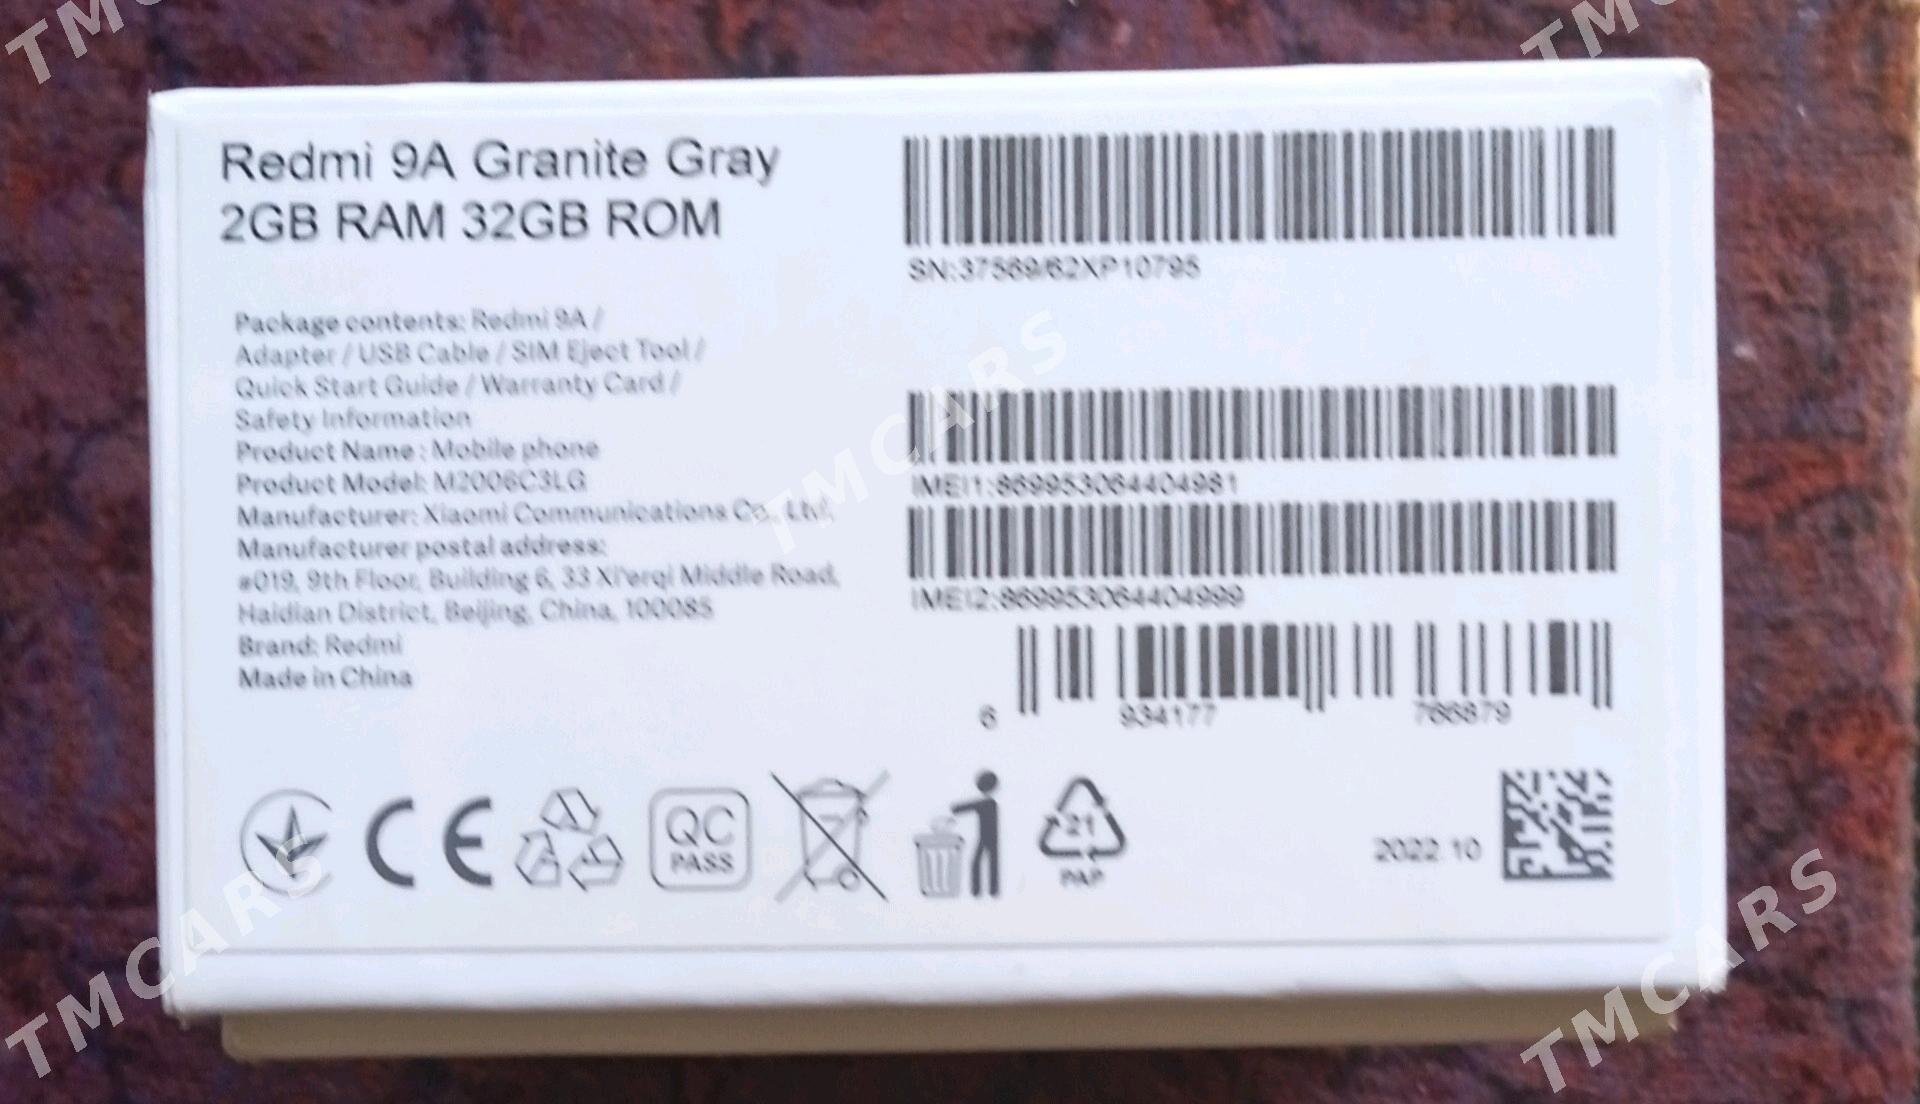 Redmi 9A Granite Gray
2GB RAM 32GB ROM
Package contents: Redmi 9A /
Adapter / USB Cable / SIM Eject Tool /
Quick Start Guide / Warranty Card /
Safety Information
Product Name : Mobile phone
Product Model: M2006C3LG
Manufacturer: Xiaomi Communications Co., Ltd.
Manufacturer postal address:
#019, 9th Floor, Building 6, 33 Xi'erqi Middle Road,
Haidian District, Beijing, China, 100085
Brand: Redmi
Made in China
SN:37569/62XP10795
IMEI1:869953064404981
IMEI2:869953064404999
6 934177 766879
CE
QC
PASS
21
PAP
2022.10
TMCARS
TMCARS
TMCARS
TMC
TMC